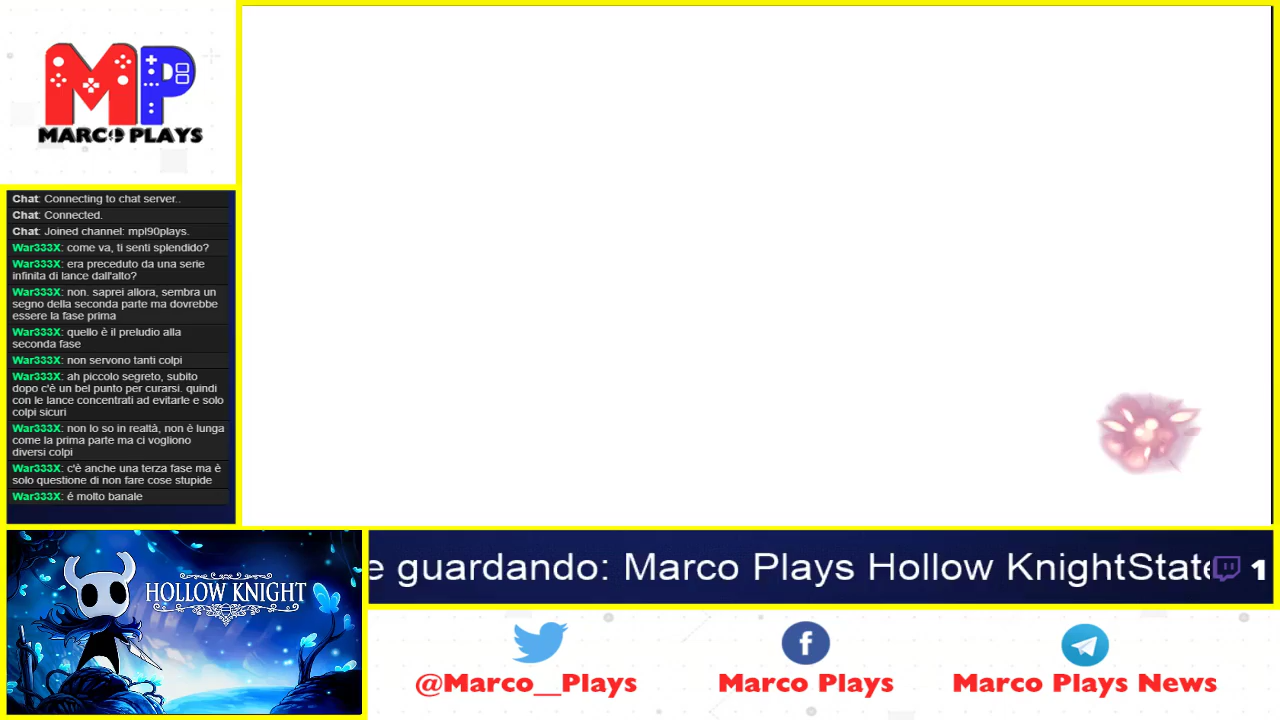 MP
MARCO PLAYS
Chat: Connecting to chat server..
Chat: Connected.
Chat: Joined channel: mpl90plays.
War333X: come va, ti senti splendido?
War333X: era preceduto da una serie
infinita di lance dall'alto?
War333X: non. saprei allora, sembra un
segno della seconda parte ma dovrebbe
essere la fase prima
War333X: quello è il preludio alla
seconda fase
War333X: non servono tanti colpi
War333X: ah piccolo segreto, subito
dopo c'è un bel punto per curarsi. quindi
con le lance concentrati ad evitarle e solo
colpi sicuri
War333X: non lo so in realtà, non è lunga
come la prima parte ma ci vogliono
diversi colpi
War333X: c'è anche una terza fase ma è
solo questione di non fare cose stupide
War333X: é molto banale
HOLLOW KNIGHT
e guardando: Marco Plays Hollow KnightState
1
@Marco__Plays
Marco Plays
Marco Plays News